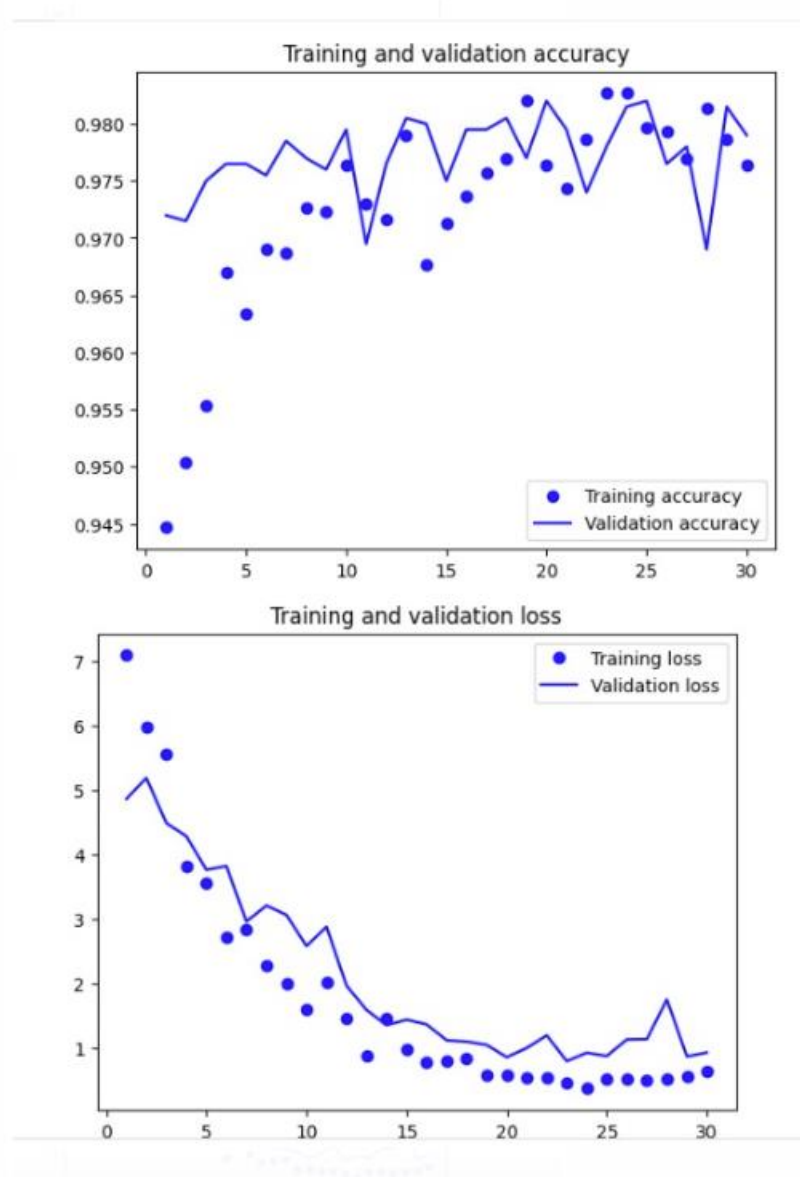 Training and validation accuracy
0.980
0.975
0.970
0.965
0.960
0.955
0.950
0.945
Training accuracy
Validation accuracy
0 5 10 15 20 25 30
Training and validation loss
7
6
5
4
3
2
1
Training loss
Validation loss
0 5 10 15 20 25 30